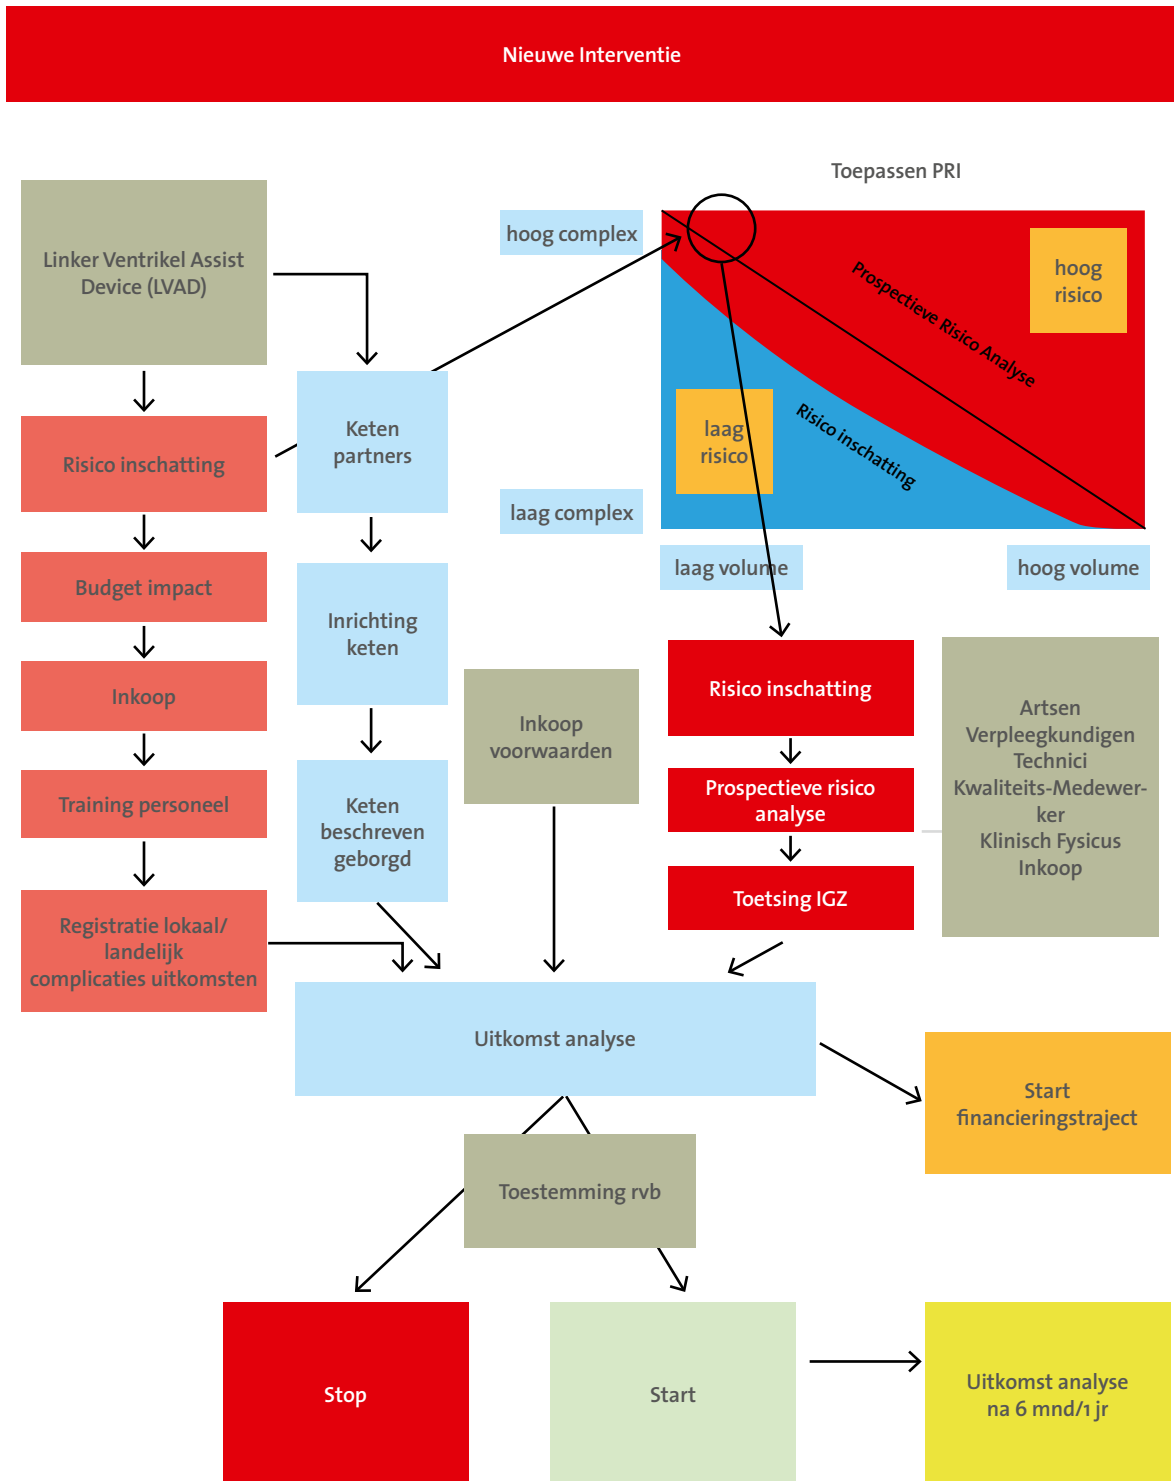 Nieuwe Interventie
Toepassen PRI
Linker Ventrikel Assist
Device (LVAD)
Risico inschatting
Budget impact
Inkoop
Training personeel
Registratie lokaal/
landelijk
complicaties uitkomsten
Keten
partners
Inrichting
keten
Keten
beschreven
geborgd
hoog complex
laag complex
hoog
risico
Prospectieve Risico Analyse
laag
risico
Risico inschatting
laag volume
hoog volume
Inkoop
voorwaarden
Risico inschatting
Prospectieve risico
analyse
Toetsing IGZ
Artsen
Verpleegkundigen
Technici
Kwaliteits-Medewer-
ker
Klinisch Fysicus
Inkoop
Uitkomst analyse
Start
financieringstraject
Toestemming rvb
Stop
Start
Uitkomst analyse
na 6 mnd/1 jr